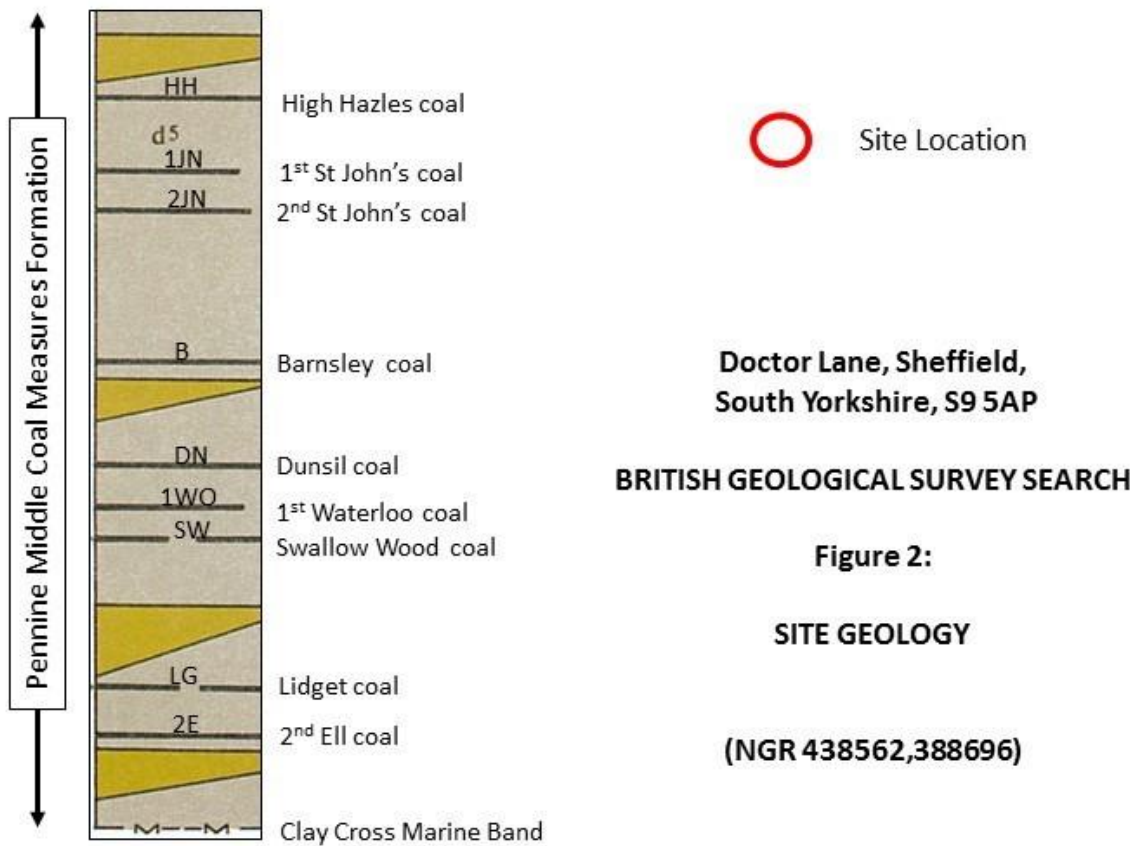 Pennine Middle Coal Measures Formation
HH
High Hazles coal
d5
1JN
1st St John's coal
2JN
2nd St John's coal
B
Barnsley coal
DN
Dunsil coal
1WO
1st Waterloo coal
SW
Swallow Wood coal
LG
Lidget coal
2E
2nd Ell coal
M M
Clay Cross Marine Band
Site Location
Doctor Lane, Sheffield,
South Yorkshire, S9 5AP
BRITISH GEOLOGICAL SURVEY SEARCH
Figure 2:
SITE GEOLOGY
(NGR 438562,388696)